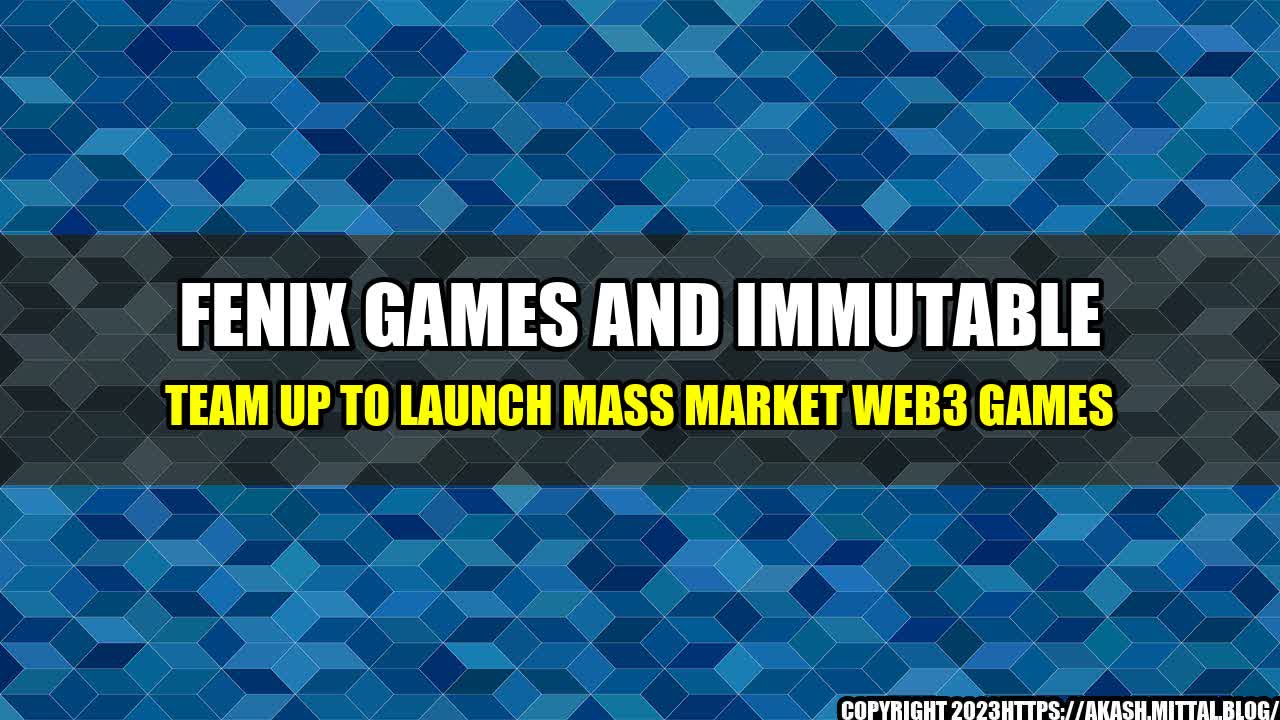 FENIX GAMES AND IMMUTABLE
TEAM UP TO LAUNCH MASS MARKET WEB3 GAMES
COPYRIGHT 2023HTTPS://AKASH.MITTAL.BLOG/